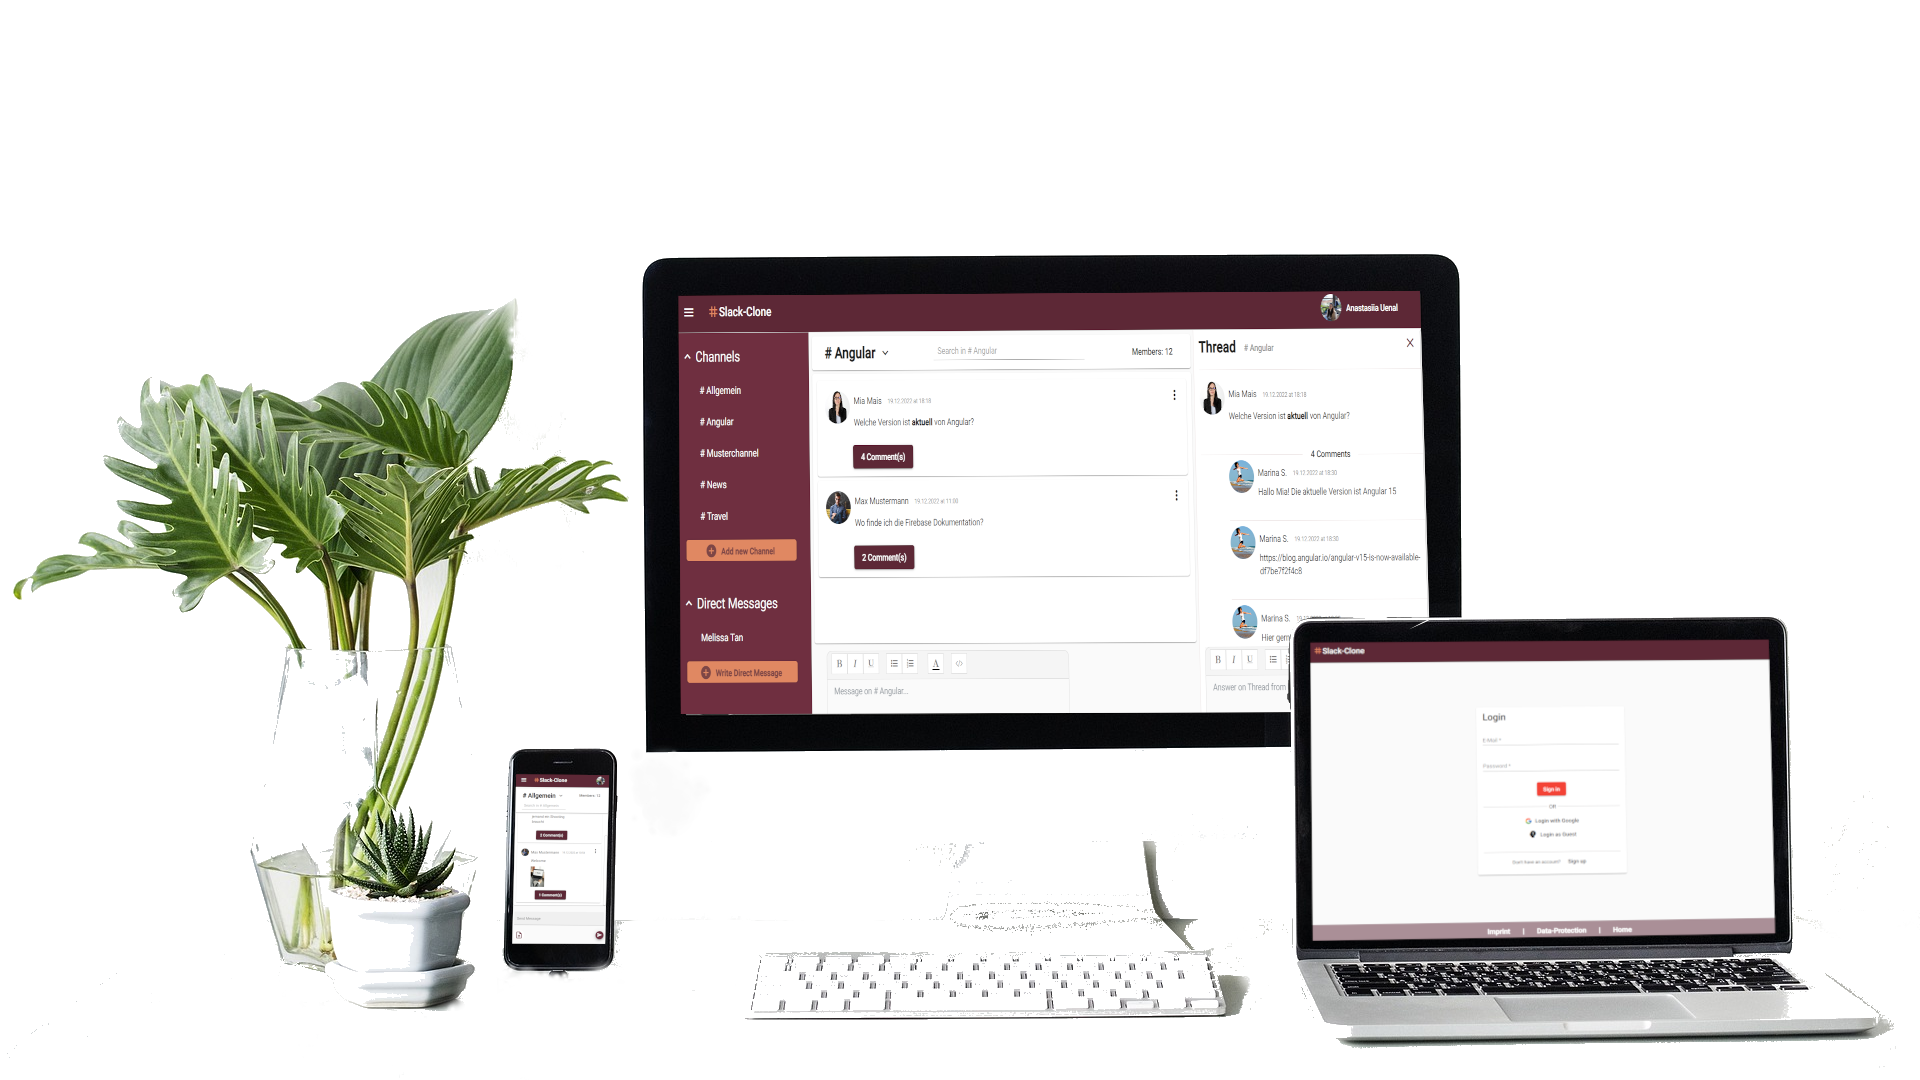 #Slack-Clone
Anastasiia Uenal
Channels
# Allgemein
# Angular
# Musterchannel
# News
# Travel
Add new Channel
Direct Messages
Melissa Tan
Write Direct Message
# Angular
Search in # Angular
Members: 12
Mia Mais 19.12.2022 at 18:18
Welche Version ist aktuell von Angular?
4 Comment(s)
Max Mustermann 19.12.2022 at 11:00
Wo finde ich die Firebase Dokumentation?
2 Comment(s)
B I U A </>
Message on # Angular...
Thread # Angular
X
Mia Mais 19.12.2022 at 18:18
Welche Version ist aktuell von Angular?
4 Comments
Marina S. 19.12.2022 at 18:30
Hallo Mia! Die aktuelle Version ist Angular 15
Marina S. 19.12.2022 at 18:30
https://blog.angular.io/angular-v15-is-now-available-
df7be7f2f4c8
Marina S.
Hier gern
B I U
Answer on Thread from
#Slack-Clone
# Allgemein
Members: 12
2 Comment(s)
Max Mustermann
Welcome
1 Comment(s)
Send Message
#Slack-Clone
Login
E-Mail *
Password *
Sign In
OR
Login with Google
Login as Guest
Don't have an account? Sign up
Imprint | Data-Protection | Home